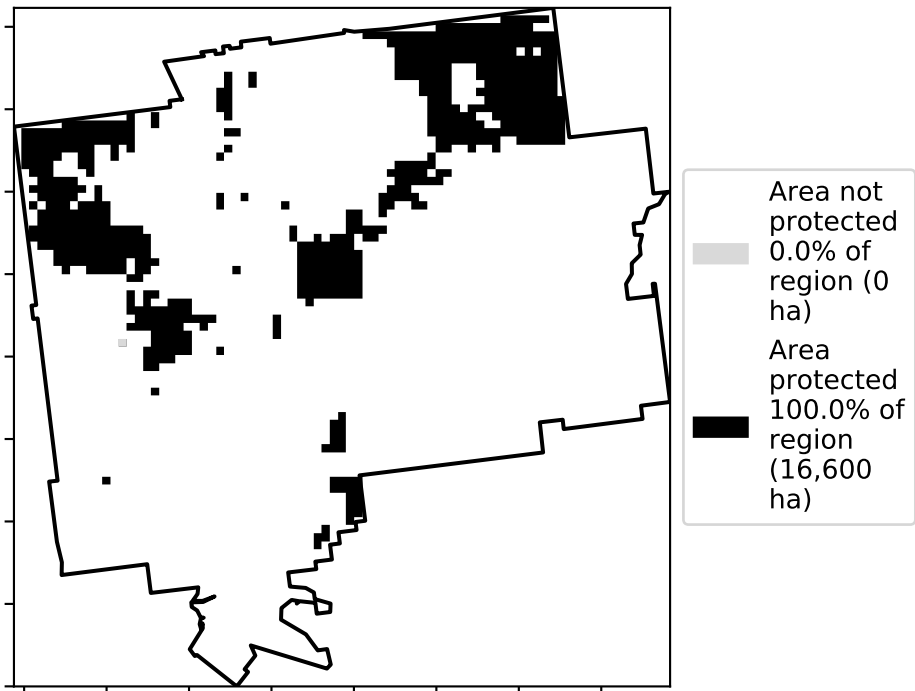 Area not
protected
0.0% of
region (0
ha)
Area
protected
100.0% of
region
(16,600
ha)